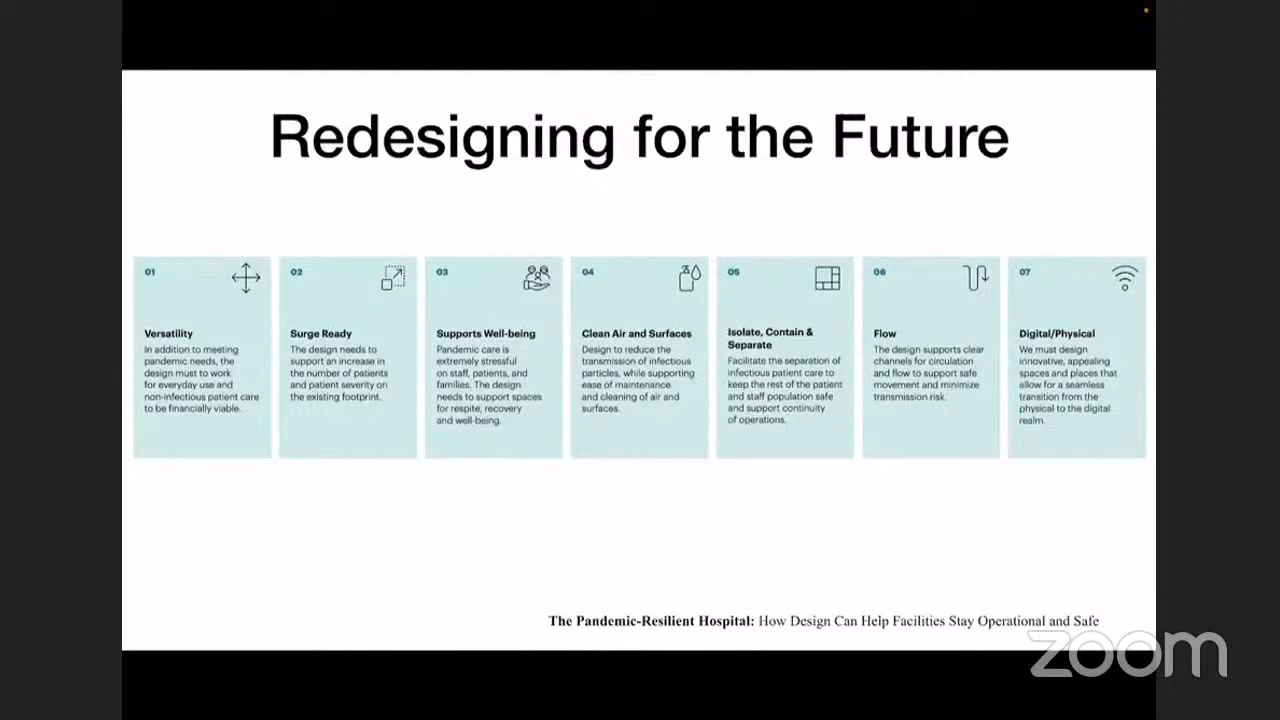 Redesigning for the Future
01
Versatility
In addition to meeting
pandemic needs, the
design must to work
for everyday use and
non-infectious patient care
to be financially viable.
02
Surge Ready
The design needs to
support an increase in
the number of patients
and patient severity on
the existing footprint.
03
Supports Well-being
Pandemic care is
extremely stressful
on staff, patients, and
families. The design
needs to support spaces
for respite, recovery
and well-being.
04
Clean Air and Surfaces
Design to reduce the
transmission of infectious
particles, while supporting
ease of maintenance
and cleaning of air and
surfaces.
05
Isolate, Contain &
Separate
Facilitate the separation of
infectious patient care to
keep the rest of the patient
and staff population safe
and support continuity
of operations.
06
Flow
The design supports clear
channels for circulation
and flow to support safe
movement and minimize
transmission risk.
07
Digital/Physical
We must design
innovative, appealing
spaces and places that
allow for a seamless
transition from the
physical to the digital
realm.
The Pandemic-Resilient Hospital: How Design Can Help Facilities Stay Operational and Safe
zoom